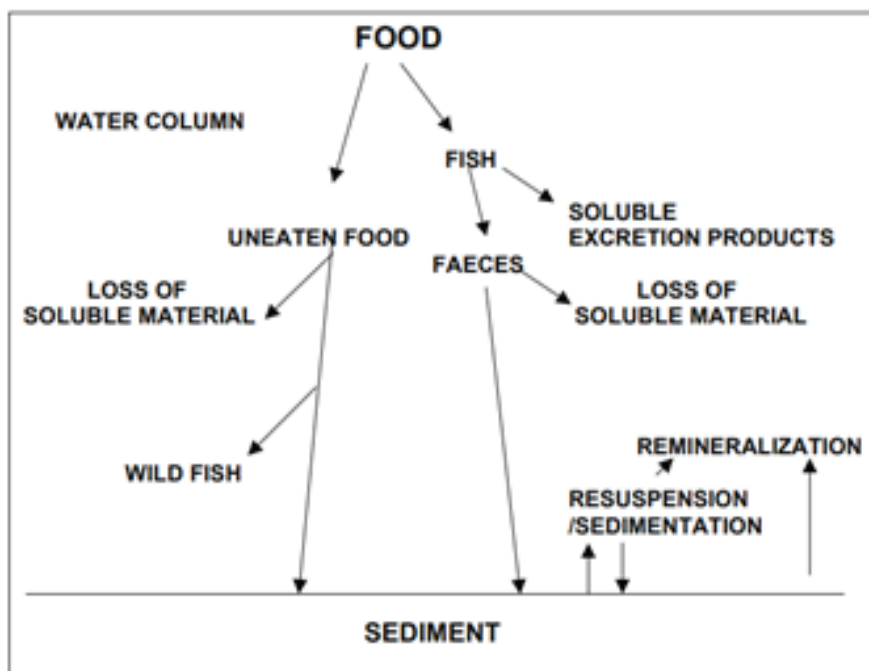 FOOD
WATER COLUMN
FISH
SOLUBLE
EXCRETION PRODUCTS
UNEATEN FOOD
FAECES
LOSS OF
SOLUBLE MATERIAL
LOSS OF
SOLUBLE MATERIAL
REMINERALIZATION
WILD FISH
RESUSPENSION
/SEDIMENTATION
SEDIMENT